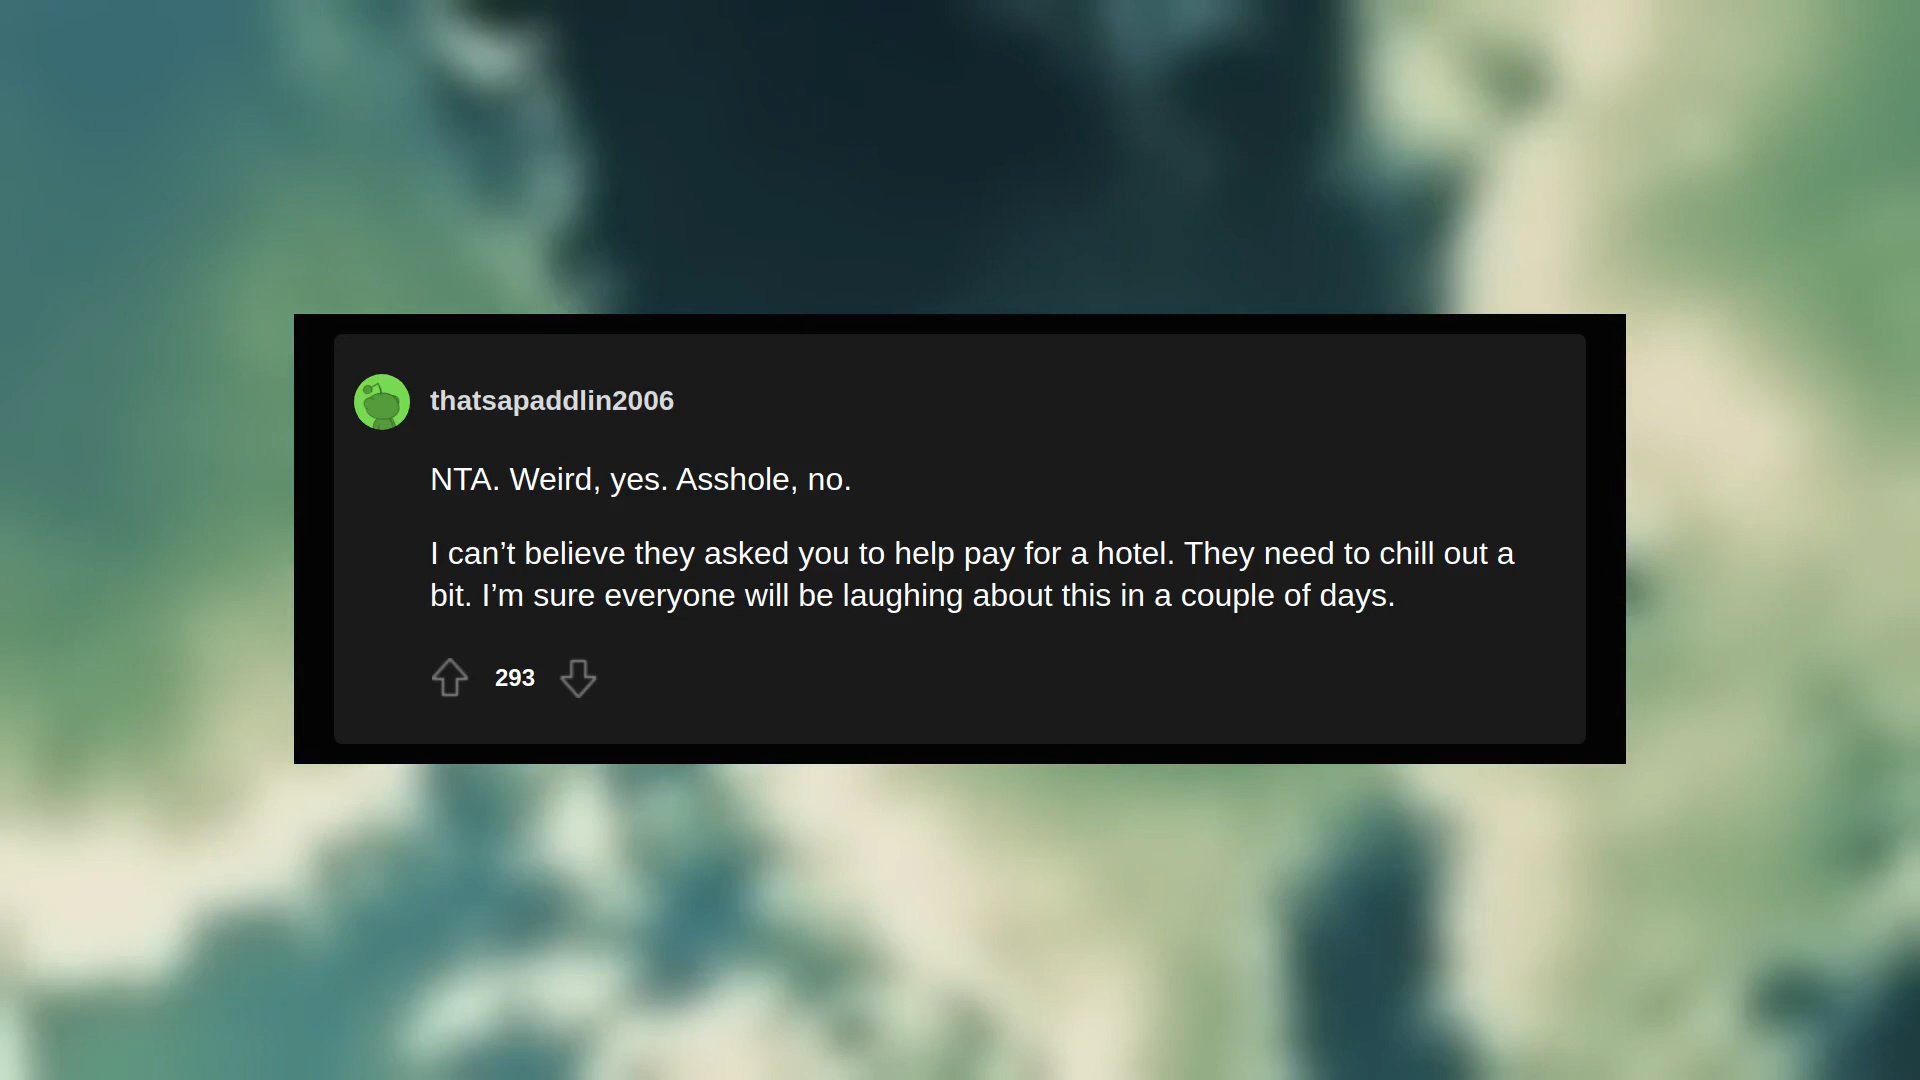 thatsapaddlin2006
NTA. Weird, yes. Asshole, no.
I can’t believe they asked you to help pay for a hotel. They need to chill out a
bit. I’m sure everyone will be laughing about this in a couple of days.
293